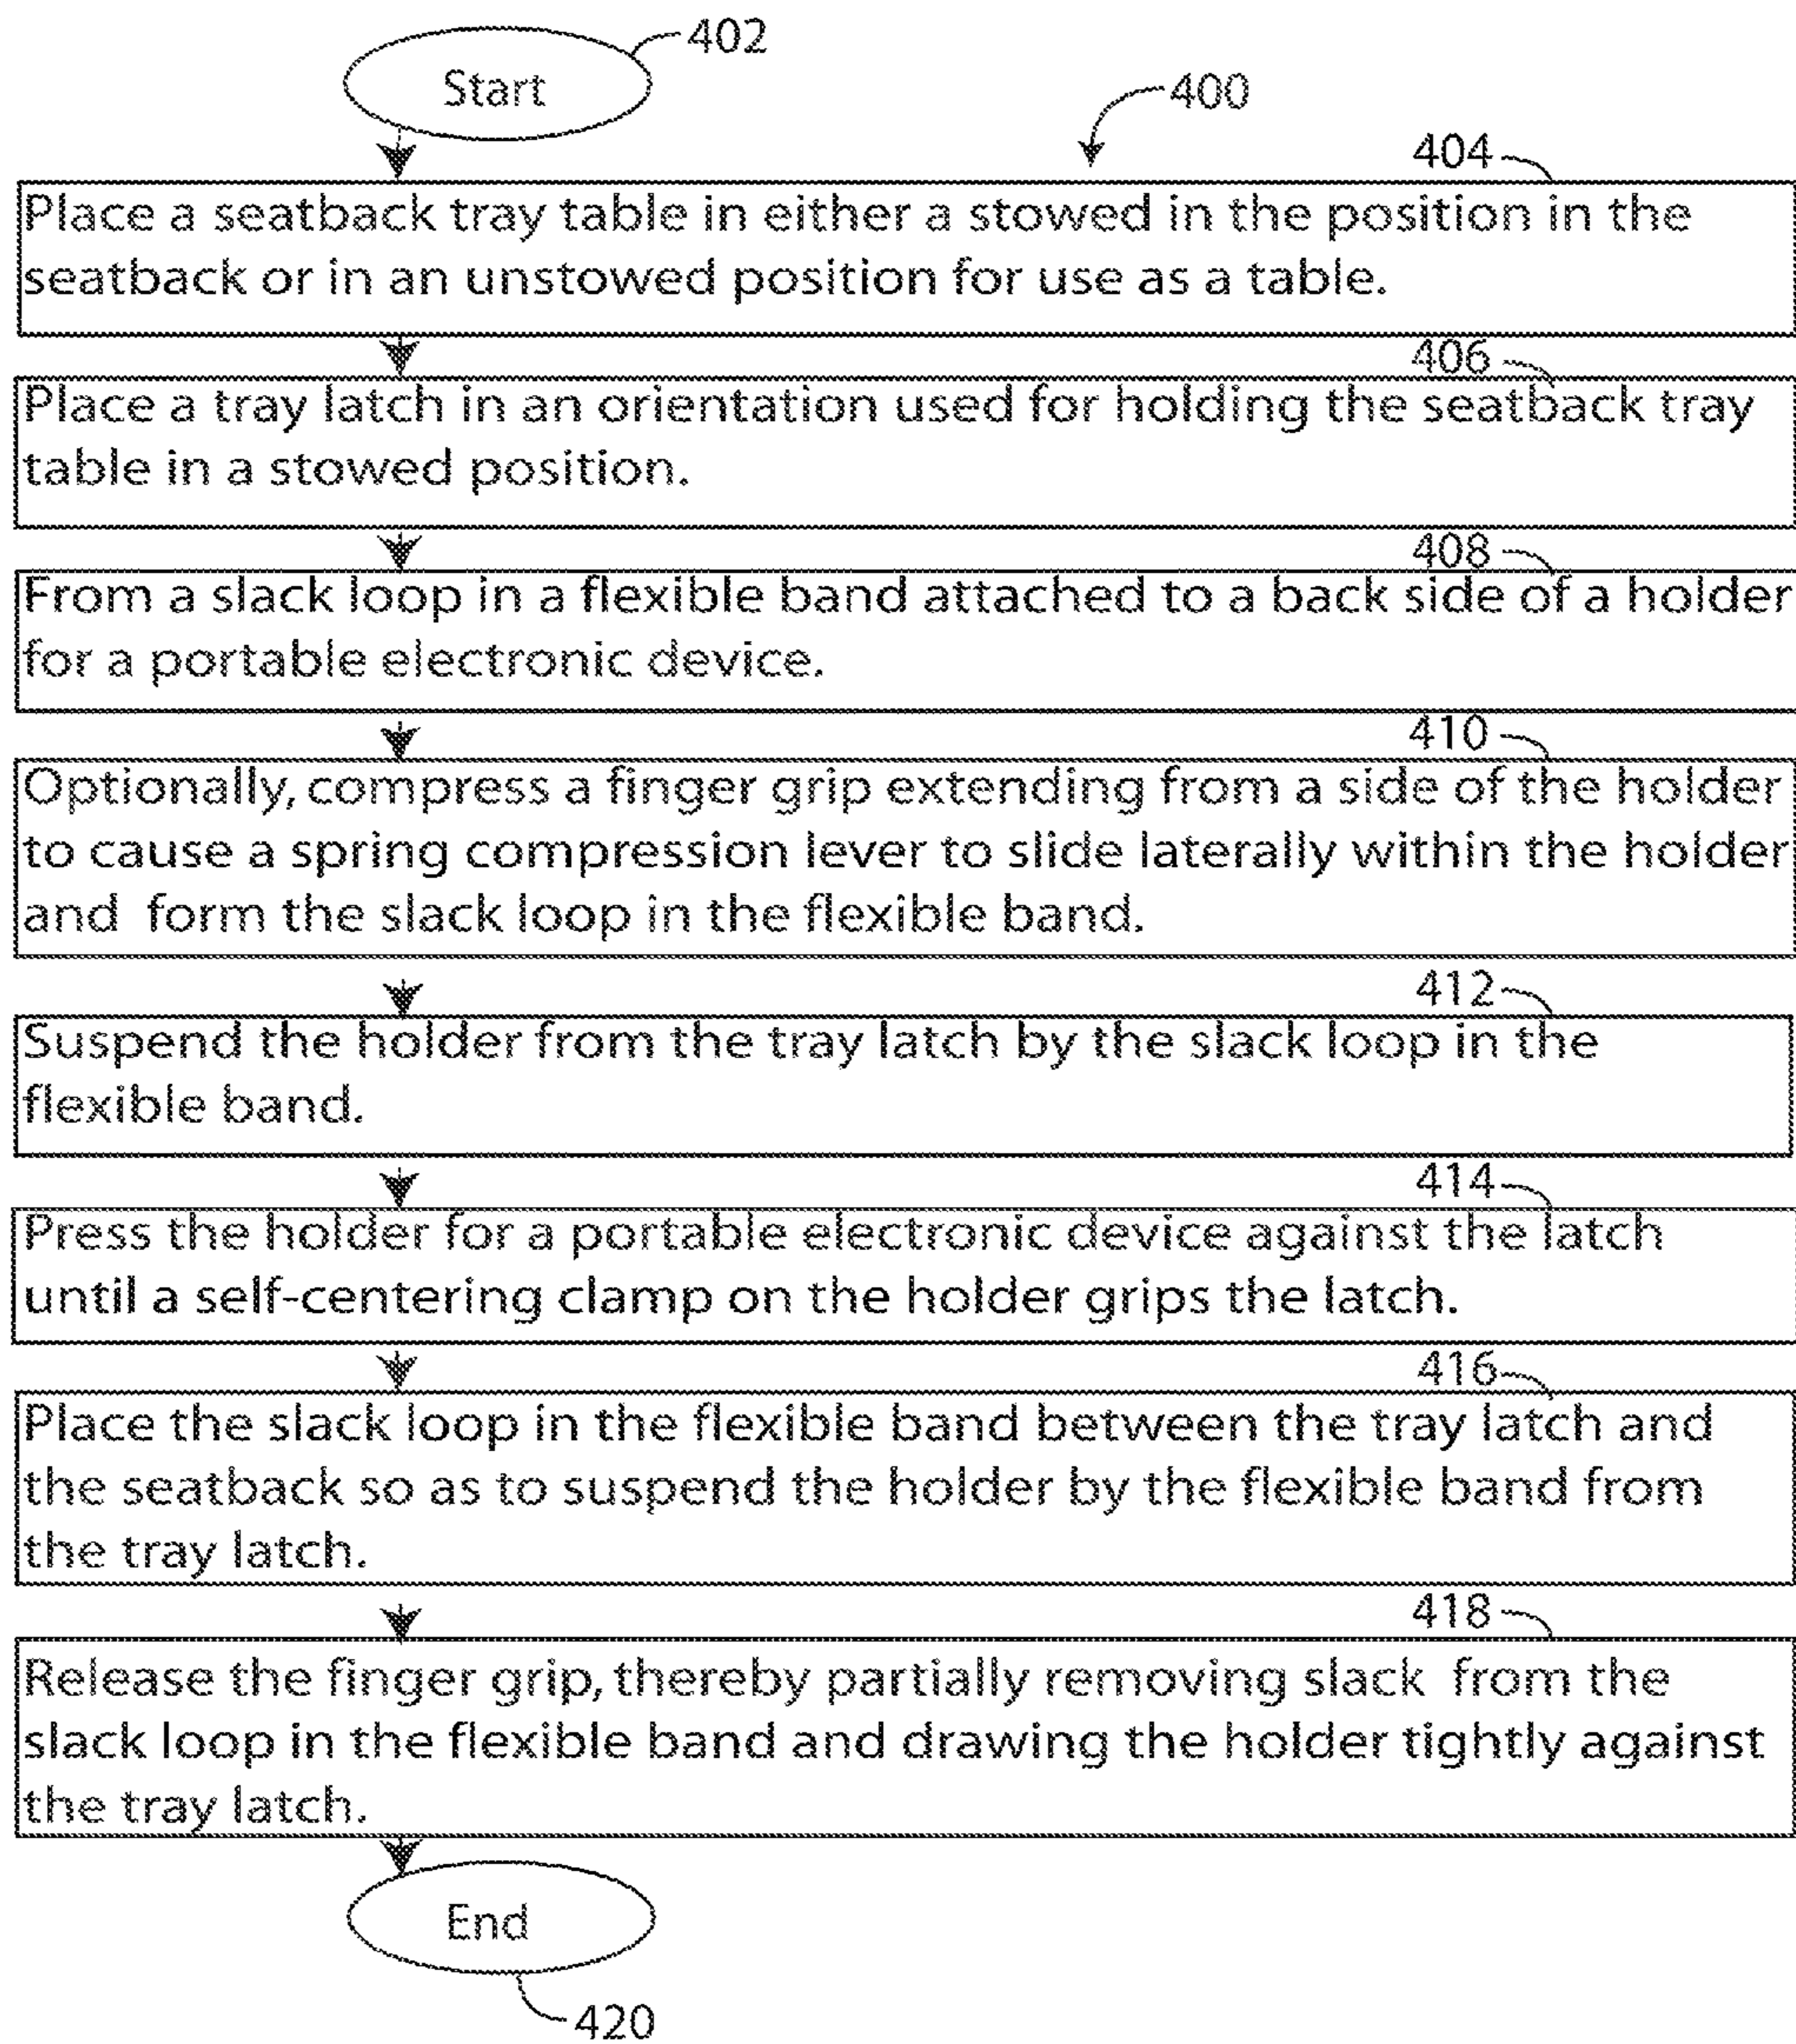 402
Start
400
404
Place a seatback tray table in either a stowed in the position in the
seatback or in an unstowed position for use as a table.
406
Place a tray latch in an orientation used for holding the seatback tray
table in a stowed position.
408
From a slack loop in a flexible band attached to a back side of a holder
for a portable electronic device.
410
Optionally, compress a finger grip extending from a side of the holder
to cause a spring compression lever to slide laterally within the holder
and form the slack loop in the flexible band.
412
Suspend the holder from the tray latch by the slack loop in the
flexible band.
414
Press the holder for a portable electronic device against the latch
until a self-centering clamp on the holder grips the latch.
416
Place the slack loop in the flexible band between the tray latch and
the seatback so as to suspend the holder by the flexible band from
the tray latch.
418
Release the finger grip, thereby partially removing slack from the
slack loop in the flexible band and drawing the holder tightly against
the tray latch.
End
420